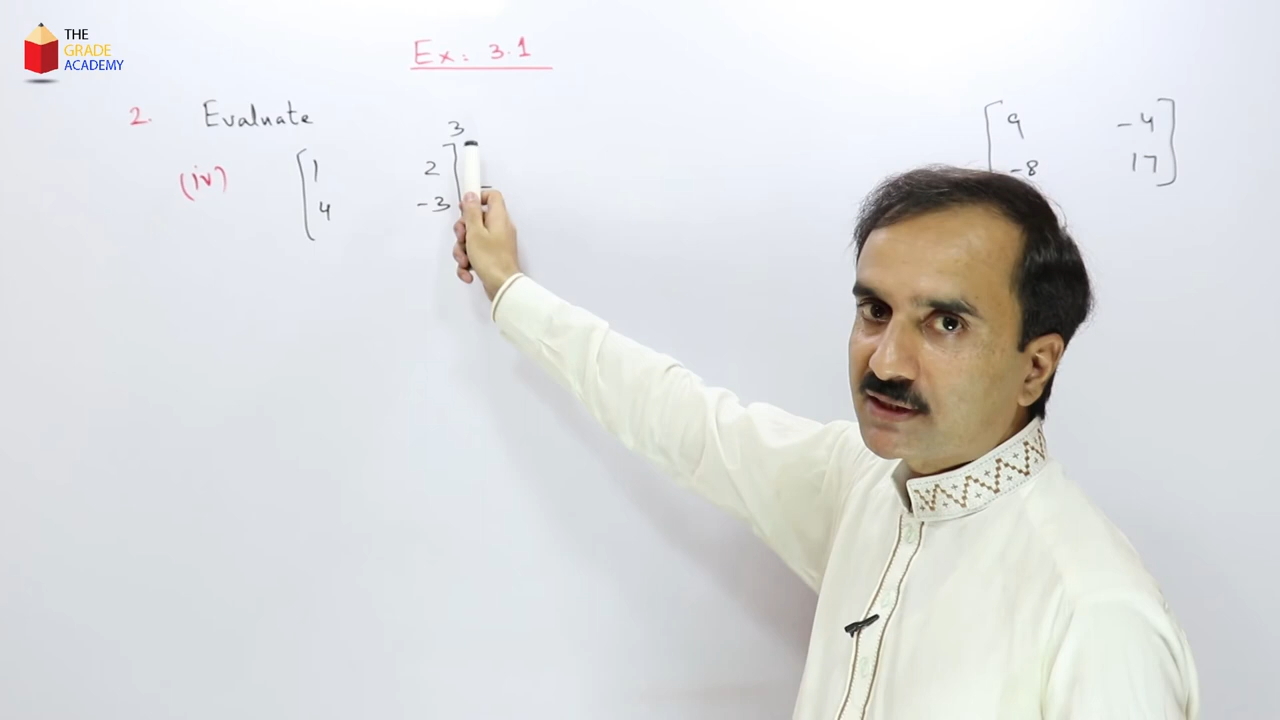 THE
GRADE
ACADEMY
Ex: 3.1
2. Evaluate
(iv) [1 2
4 -3]³ =
[9 -4
-8 17]